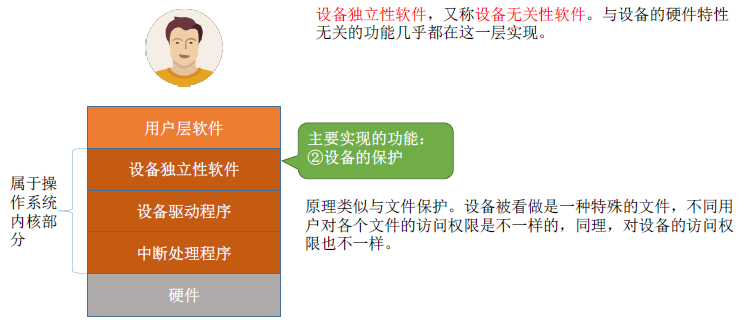 设备独立性软件，又称设备无关性软件。与设备的硬件特性
无关的功能几乎都在这一层实现。
用户层软件
主要实现的功能：
②设备的保护
设备独立性软件
属于操
作系统
内核部
分
设备驱动程序
原理类似与文件保护。设备被看做是一种特殊的文件，不同用
户对各个文件的访问权限是不一样的，同理，对设备的访问权
限也不一样。
中断处理程序
硬件